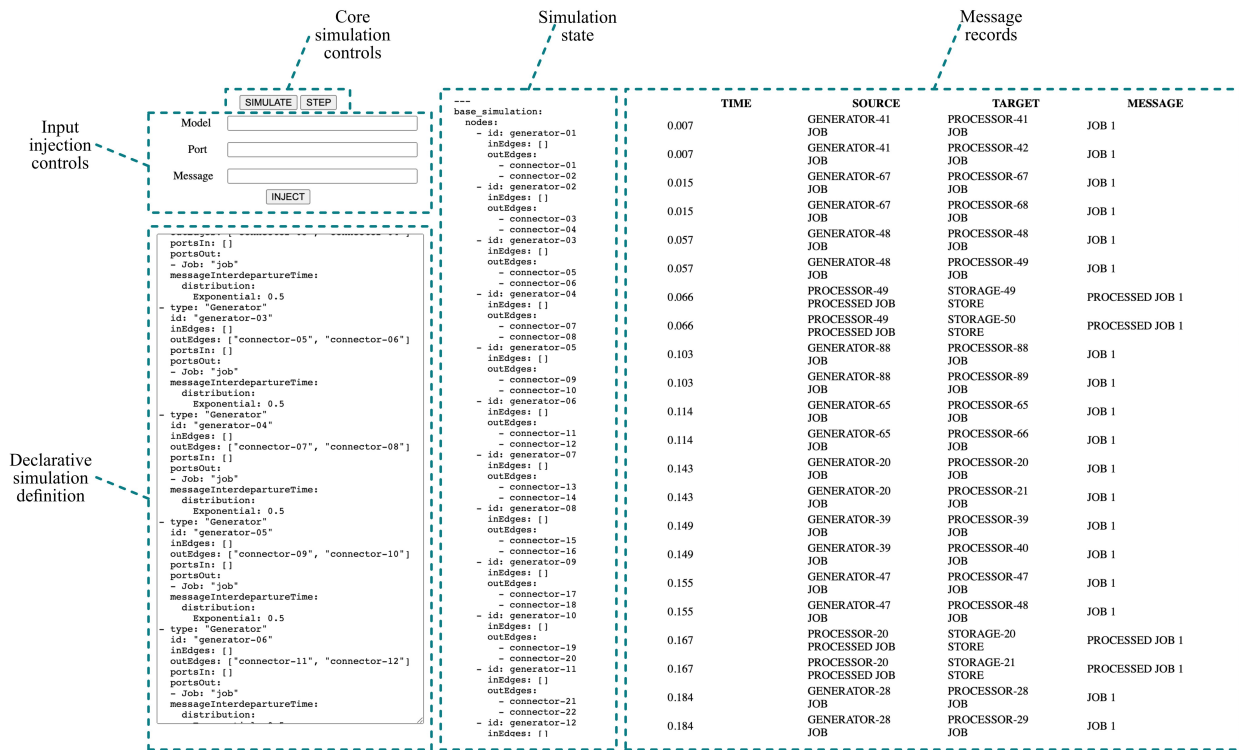 Core
simulation
controls
Simulation
state
Message
records
Input
injection
controls
Declarative
simulation
definition
SIMULATE STEP
Model
Port
Message
INJECT
portsIn: []
portsOut:
- Job: "job"
messageInterdepartureTime:
distribution:
Exponential: 0.5
- type: "Generator"
id: "generator-03"
inEdges: []
outEdges: ["connector-05", "connector-06"]
portsIn: []
portsOut:
- Job: "job"
messageInterdepartureTime:
distribution:
Exponential: 0.5
- type: "Generator"
id: "generator-04"
inEdges: []
outEdges: ["connector-07", "connector-08"]
portsIn: []
portsOut:
- Job: "job"
messageInterdepartureTime:
distribution:
Exponential: 0.5
- type: "Generator"
id: "generator-05"
inEdges: []
outEdges: ["connector-09", "connector-10"]
portsIn: []
portsOut:
- Job: "job"
messageInterdepartureTime:
distribution:
Exponential: 0.5
- type: "Generator"
id: "generator-06"
inEdges: []
outEdges: ["connector-11", "connector-12"]
portsIn: []
portsOut:
- Job: "job"
messageInterdepartureTime:
distribution:
---
base_simulation:
nodes:
- id: generator-01
inEdges: []
outEdges:
- connector-01
- connector-02
- id: generator-02
inEdges: []
outEdges:
- connector-03
- connector-04
- id: generator-03
inEdges: []
outEdges:
- connector-05
- connector-06
- id: generator-04
inEdges: []
outEdges:
- connector-07
- connector-08
- id: generator-05
inEdges: []
outEdges:
- connector-09
- connector-10
- id: generator-06
inEdges: []
outEdges:
- connector-11
- connector-12
- id: generator-07
inEdges: []
outEdges:
- connector-13
- connector-14
- id: generator-08
inEdges: []
outEdges:
- connector-15
- connector-16
- id: generator-09
inEdges: []
outEdges:
- connector-17
- connector-18
- id: generator-10
inEdges: []
outEdges:
- connector-19
- connector-20
- id: generator-11
inEdges: []
outEdges:
- connector-21
- connector-22
- id: generator-12
inEdges: []
TIME SOURCE TARGET MESSAGE
0.007 GENERATOR-41 JOB PROCESSOR-41 JOB JOB 1
0.007 GENERATOR-41 JOB PROCESSOR-42 JOB JOB 1
0.015 GENERATOR-67 JOB PROCESSOR-67 JOB JOB 1
0.015 GENERATOR-67 JOB PROCESSOR-68 JOB JOB 1
0.057 GENERATOR-48 JOB PROCESSOR-48 JOB JOB 1
0.057 GENERATOR-48 JOB PROCESSOR-49 JOB JOB 1
0.066 PROCESSOR-49 PROCESSED JOB STORAGE-49 STORE PROCESSED JOB 1
0.066 PROCESSOR-49 PROCESSED JOB STORAGE-50 STORE PROCESSED JOB 1
0.103 GENERATOR-88 JOB PROCESSOR-88 JOB JOB 1
0.103 GENERATOR-88 JOB PROCESSOR-89 JOB JOB 1
0.114 GENERATOR-65 JOB PROCESSOR-65 JOB JOB 1
0.114 GENERATOR-65 JOB PROCESSOR-66 JOB JOB 1
0.143 GENERATOR-20 JOB PROCESSOR-20 JOB JOB 1
0.143 GENERATOR-20 JOB PROCESSOR-21 JOB JOB 1
0.149 GENERATOR-39 JOB PROCESSOR-39 JOB JOB 1
0.149 GENERATOR-39 JOB PROCESSOR-40 JOB JOB 1
0.155 GENERATOR-47 JOB PROCESSOR-47 JOB JOB 1
0.155 GENERATOR-47 JOB PROCESSOR-48 JOB JOB 1
0.167 PROCESSOR-20 PROCESSED JOB STORAGE-20 STORE PROCESSED JOB 1
0.167 PROCESSOR-20 PROCESSED JOB STORAGE-21 STORE PROCESSED JOB 1
0.184 GENERATOR-28 JOB PROCESSOR-28 JOB JOB 1
0.184 GENERATOR-28 JOB PROCESSOR-29 JOB JOB 1